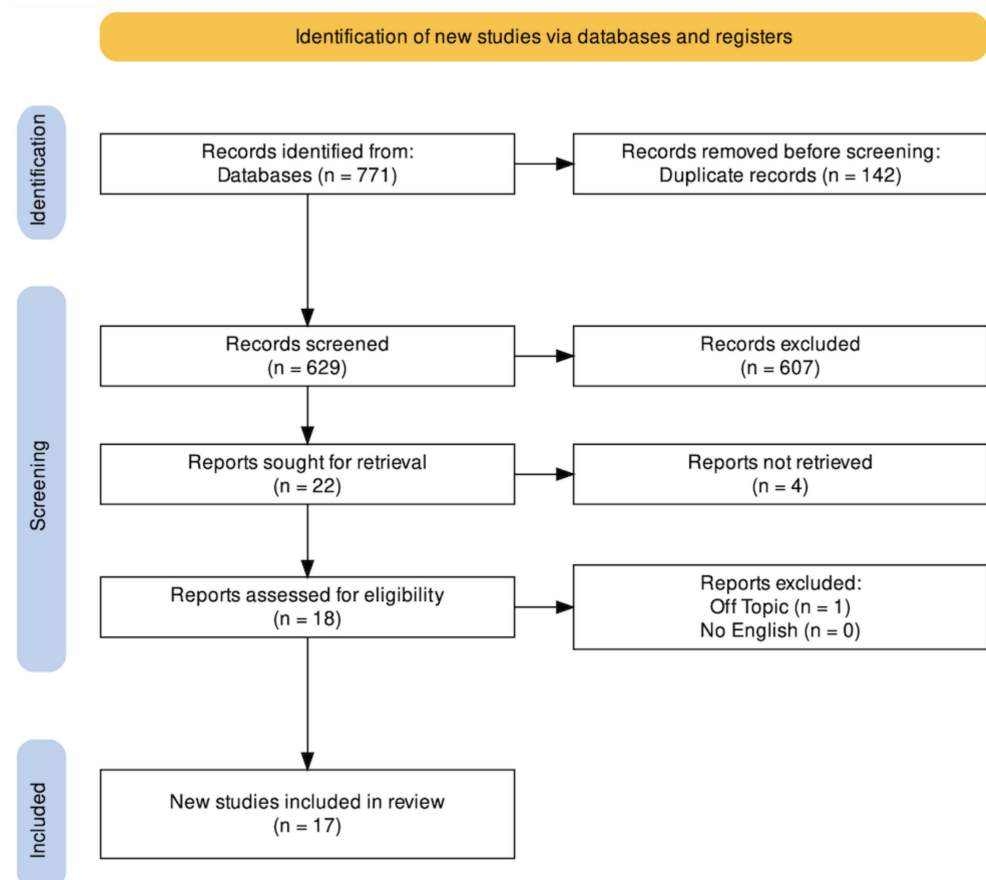 Identification of new studies via databases and registers
Identification
Records identified from:
Databases (n = 771)
Records removed before screening:
Duplicate records (n = 142)
Screening
Records screened
(n = 629)
Records excluded
(n = 607)
Reports sought for retrieval
(n = 22)
Reports not retrieved
(n = 4)
Reports assessed for eligibility
(n = 18)
Reports excluded:
Off Topic (n = 1)
No English (n = 0)
Included
New studies included in review
(n = 17)